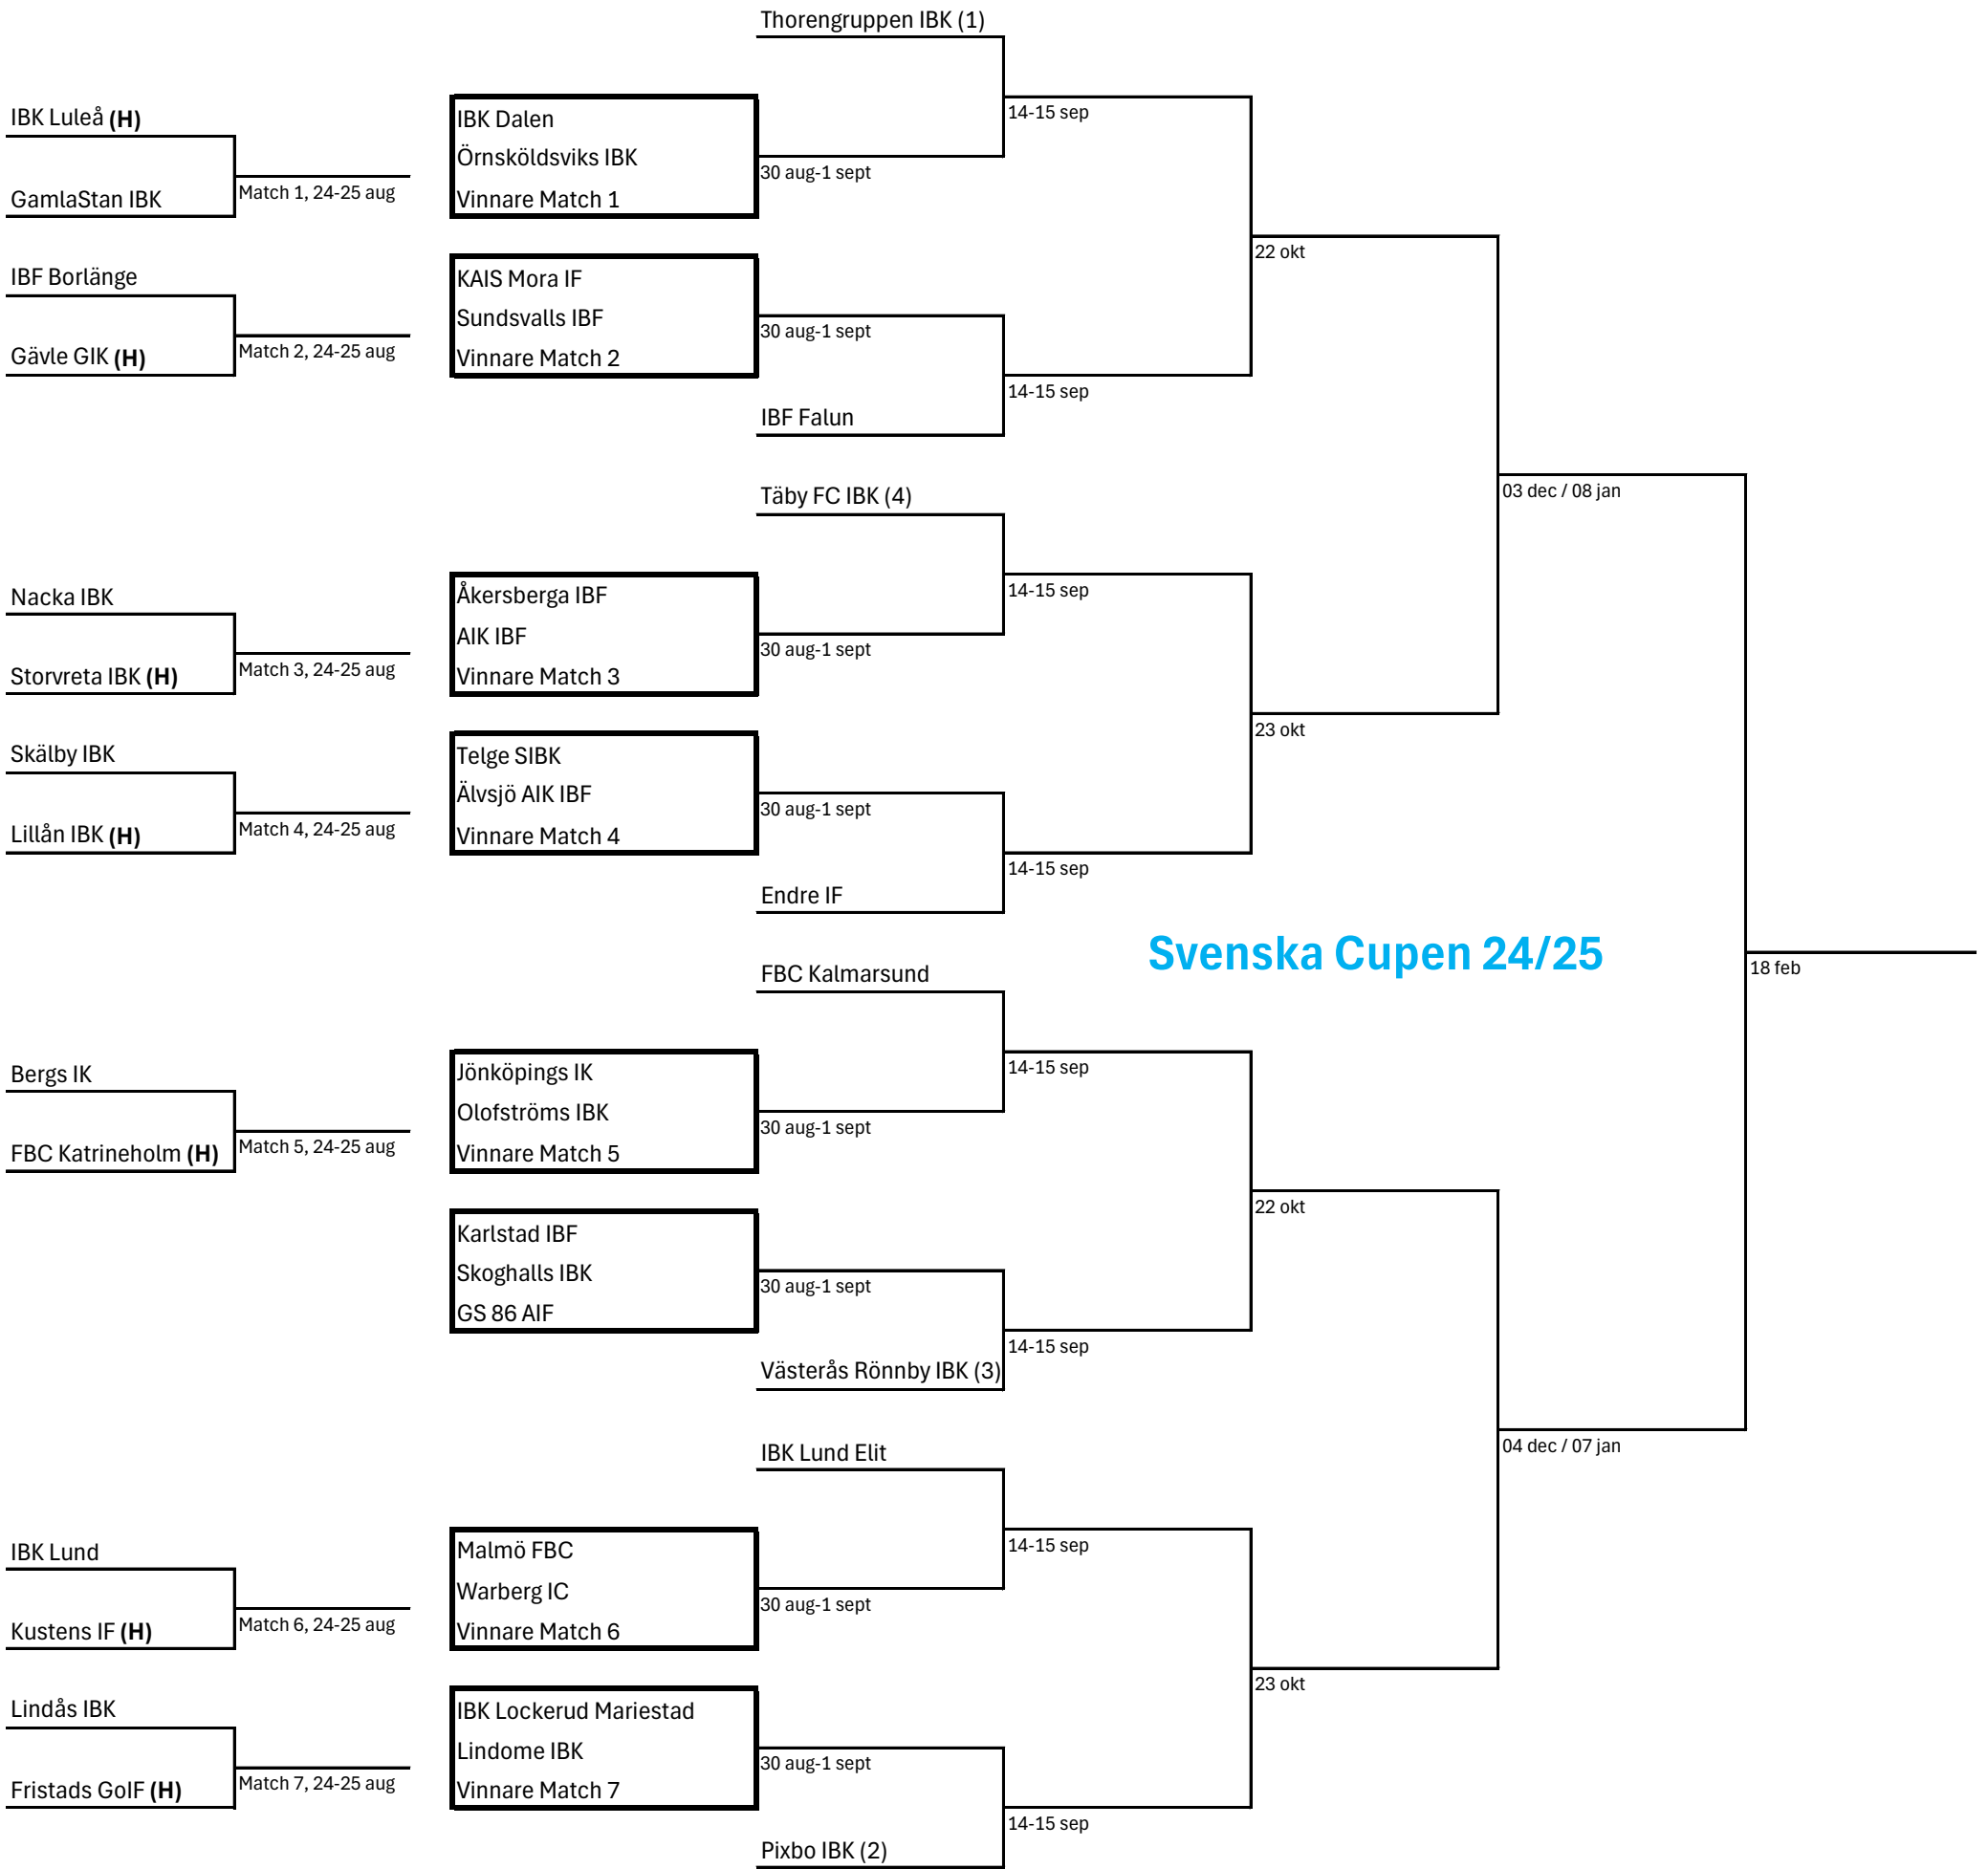 Thorengruppen IBK (1)
IBK Luleå (H)
GamlaStan IBK
Match 1, 24-25 aug
IBK Dalen
Örnsköldsviks IBK
Vinnare Match 1
30 aug-1 sept
14-15 sep
IBF Borlänge
Gävle GIK (H)
Match 2, 24-25 aug
KAIS Mora IF
Sundsvalls IBF
Vinnare Match 2
30 aug-1 sept
IBF Falun
14-15 sep
22 okt
Täby FC IBK (4)
Nacka IBK
Storvreta IBK (H)
Match 3, 24-25 aug
Åkersberga IBF
AIK IBF
Vinnare Match 3
30 aug-1 sept
14-15 sep
Skälby IBK
Lillån IBK (H)
Match 4, 24-25 aug
Telge SIBK
Älvsjö AIK IBF
Vinnare Match 4
30 aug-1 sept
Endre IF
14-15 sep
23 okt
03 dec / 08 jan
Svenska Cupen 24/25
18 feb
FBC Kalmarsund
Bergs IK
FBC Katrineholm (H)
Match 5, 24-25 aug
Jönköpings IK
Olofströms IBK
Vinnare Match 5
30 aug-1 sept
14-15 sep
Karlstad IBF
Skoghalls IBK
GS 86 AIF
30 aug-1 sept
Västerås Rönnby IBK (3)
14-15 sep
22 okt
IBK Lund Elit
IBK Lund
Kustens IF (H)
Match 6, 24-25 aug
Malmö FBC
Warberg IC
Vinnare Match 6
30 aug-1 sept
14-15 sep
Lindås IBK
Fristads GoIF (H)
Match 7, 24-25 aug
IBK Lockerud Mariestad
Lindome IBK
Vinnare Match 7
30 aug-1 sept
Pixbo IBK (2)
14-15 sep
23 okt
04 dec / 07 jan